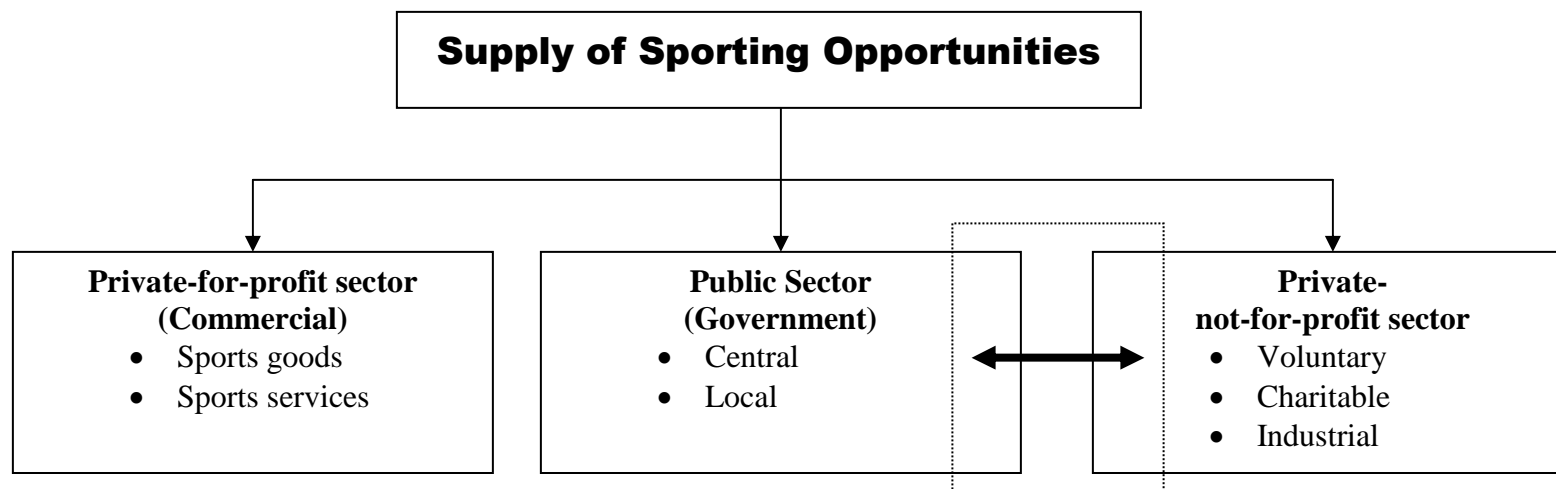 Supply of Sporting Opportunities
Private-for-profit sector
(Commercial)
• Sports goods
• Sports services
Public Sector
(Government)
• Central
• Local
Private-
not-for-profit sector
• Voluntary
• Charitable
• Industrial